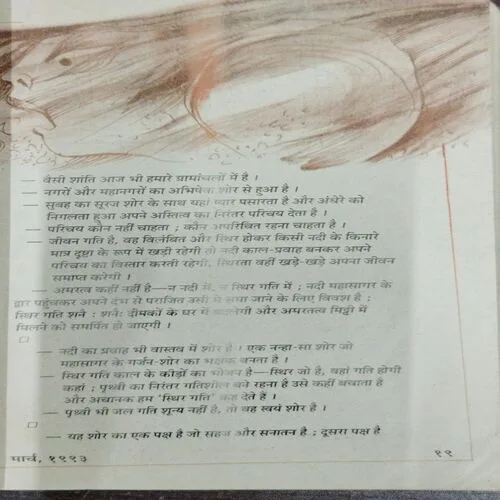 — वैसी शांति आज भी हमारे ग्रामांचलों में है ।
— नगरों और महानगरों का अभिषेक शोर से हुआ है ।
— सुबह का सूरज शोर के साथ यहां प्यार पसारता है और अंधेरे को
निगलता हुआ अपने अस्तित्व का निरंतर परिचय देता है ।
— परिचय कौन नहीं चाहता ; कौन अपरिचित रहना चाहता है ।
— जीवन गति है, वह विलंबित और स्थिर होकर किसी नदी के किनारे
मात्र दृष्टा के रूप में खड़ी रहेगी तो नदी काल-प्रवाह बनकर अपने
परिचय का विस्तार करती रहेगी, स्थिरता वहीं खड़े-खड़े अपना जीवन
समाप्त करेगी ।
— अमरत्व कहीं नहीं है—न नदी में, न स्थिर गति में ; नदी महासागर के
द्वार पहुंचकर अपने दंभ से पराजित उसी में समा जाने के लिए विवश है ;
स्थिर गति शनैः शनैः दीमकों के घर में बदलेगी और अमरत्व मिट्टी में
मिलने को समर्पित हो जाएगी ।
— नदी का प्रवाह भी वास्तव में शोर है । एक नन्हा-सा शोर जो
महासागर के गर्जन-शोर का भक्षक बनता है ।
— स्थिर गति काल के कीड़ों का भोजन है—स्थिर जो है, वहां गति होगी
कहां ; पृथ्वी का निरंतर गतिशील बने रहना है उसे कहीं बचाता है
और अचानक हम 'स्थिर गति' कह देते हैं ।
— पृथ्वी भी जल गति शून्य नहीं है, तो वह स्वयं शोर है ।
— यह शोर का एक पक्ष है जो सहज और सनातन है ; दूसरा पक्ष है
मार्च, १९९३ १९